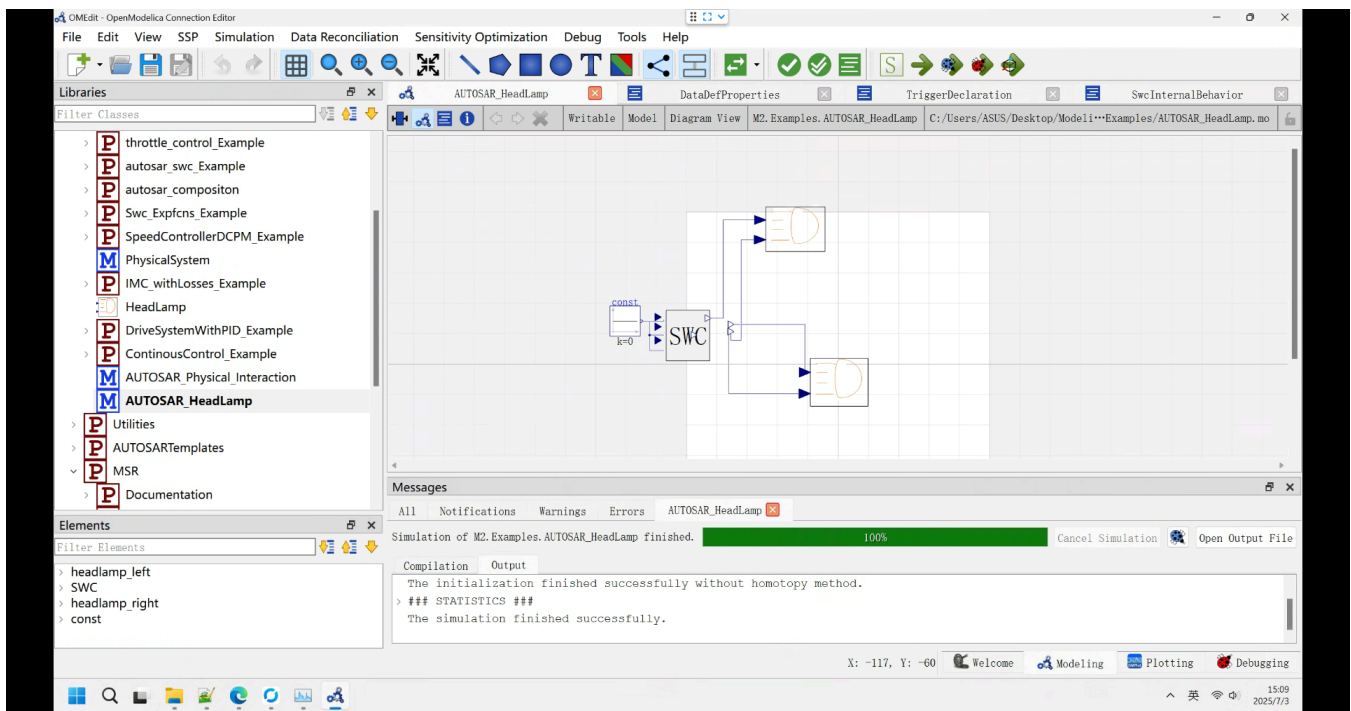 OMEdit - OpenModelica Connection Editor
File Edit View SSP Simulation Data Reconciliation Sensitivity Optimization Debug Tools Help
Libraries
AUTOSAR_HeadLamp DataDefProperties TriggerDeclaration SwcInternalBehavior
Filter Classes
Writable Model Diagram View M2.Examples.AUTOSAR_HeadLamp C:/Users/ASUS/Desktop/Modeli···Examples/AUTOSAR_HeadLamp.mo
P throttle_control_Example
P autosar_swc_Example
P autosar_compositon
P Swc_Expfcns_Example
P SpeedControllerDCPM_Example
M PhysicalSystem
P IMC_withLosses_Example
HeadLamp
P DriveSystemWithPID_Example
P ContinousControl_Example
M AUTOSAR_Physical_Interaction
M AUTOSAR_HeadLamp
P Utilities
P AUTOSARTemplates
P MSR
P Documentation
const
k=0
SWC
Messages
All Notifications Warnings Errors AUTOSAR_HeadLamp
Simulation of M2.Examples.AUTOSAR_HeadLamp finished. 100% Cancel Simulation Open Output File
Compilation Output
The initialization finished successfully without homotopy method.
### STATISTICS ###
The simulation finished successfully.
Elements
Filter Elements
headlamp_left
SWC
headlamp_right
const
X: -117, Y: -60 Welcome Modeling Plotting Debugging
英 15:09
2025/7/3